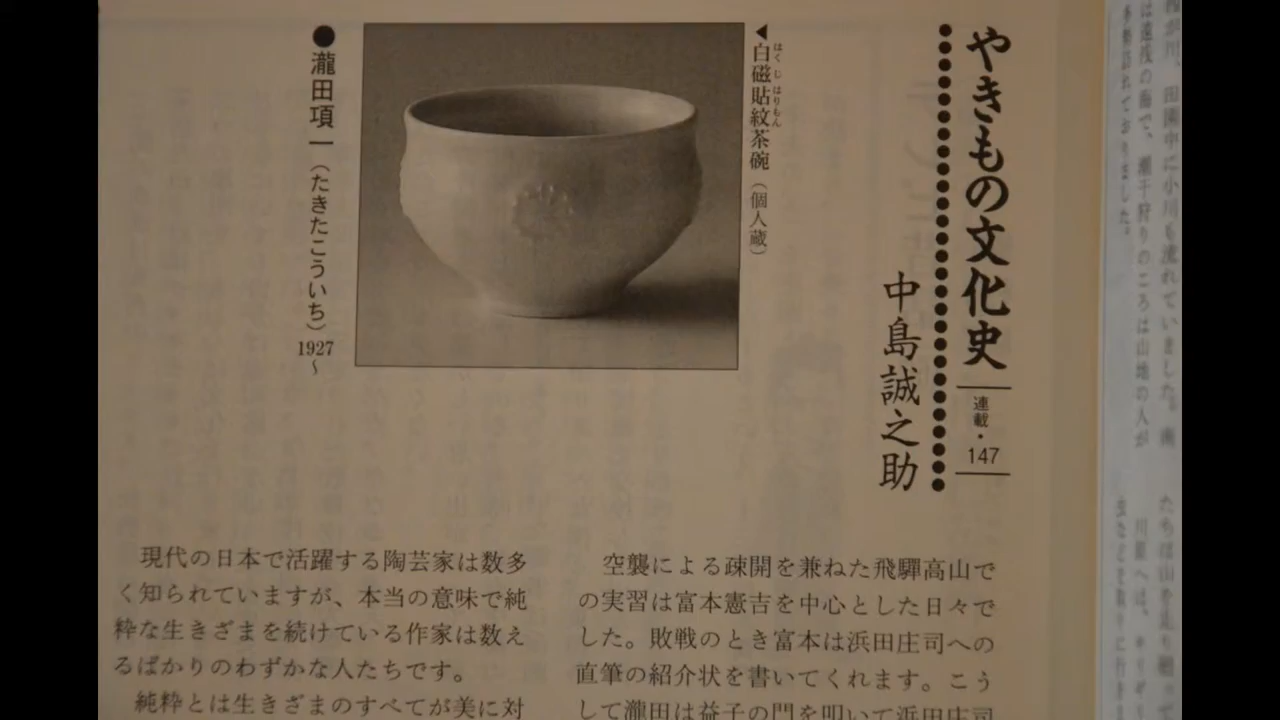 やきもの文化史
連載・147
中島誠之助
◀白磁貼紋茶碗（個人蔵）
はくじはりもん
●瀧田項一（たきたこういち）1927〜
現代の日本で活躍する陶芸家は数多
く知られていますが、本当の意味で純
粋な生きざまを続けている作家は数え
るばかりのわずかな人たちです。
純粋とは生きざまのすべてが美に対
空襲による疎開を兼ねた飛驒高山で
の実習は富本憲吉を中心とした日々で
した。敗戦のとき富本は浜田庄司への
直筆の紹介状を書いてくれます。こう
して瀧田は益子の門を叩いて浜田庄司